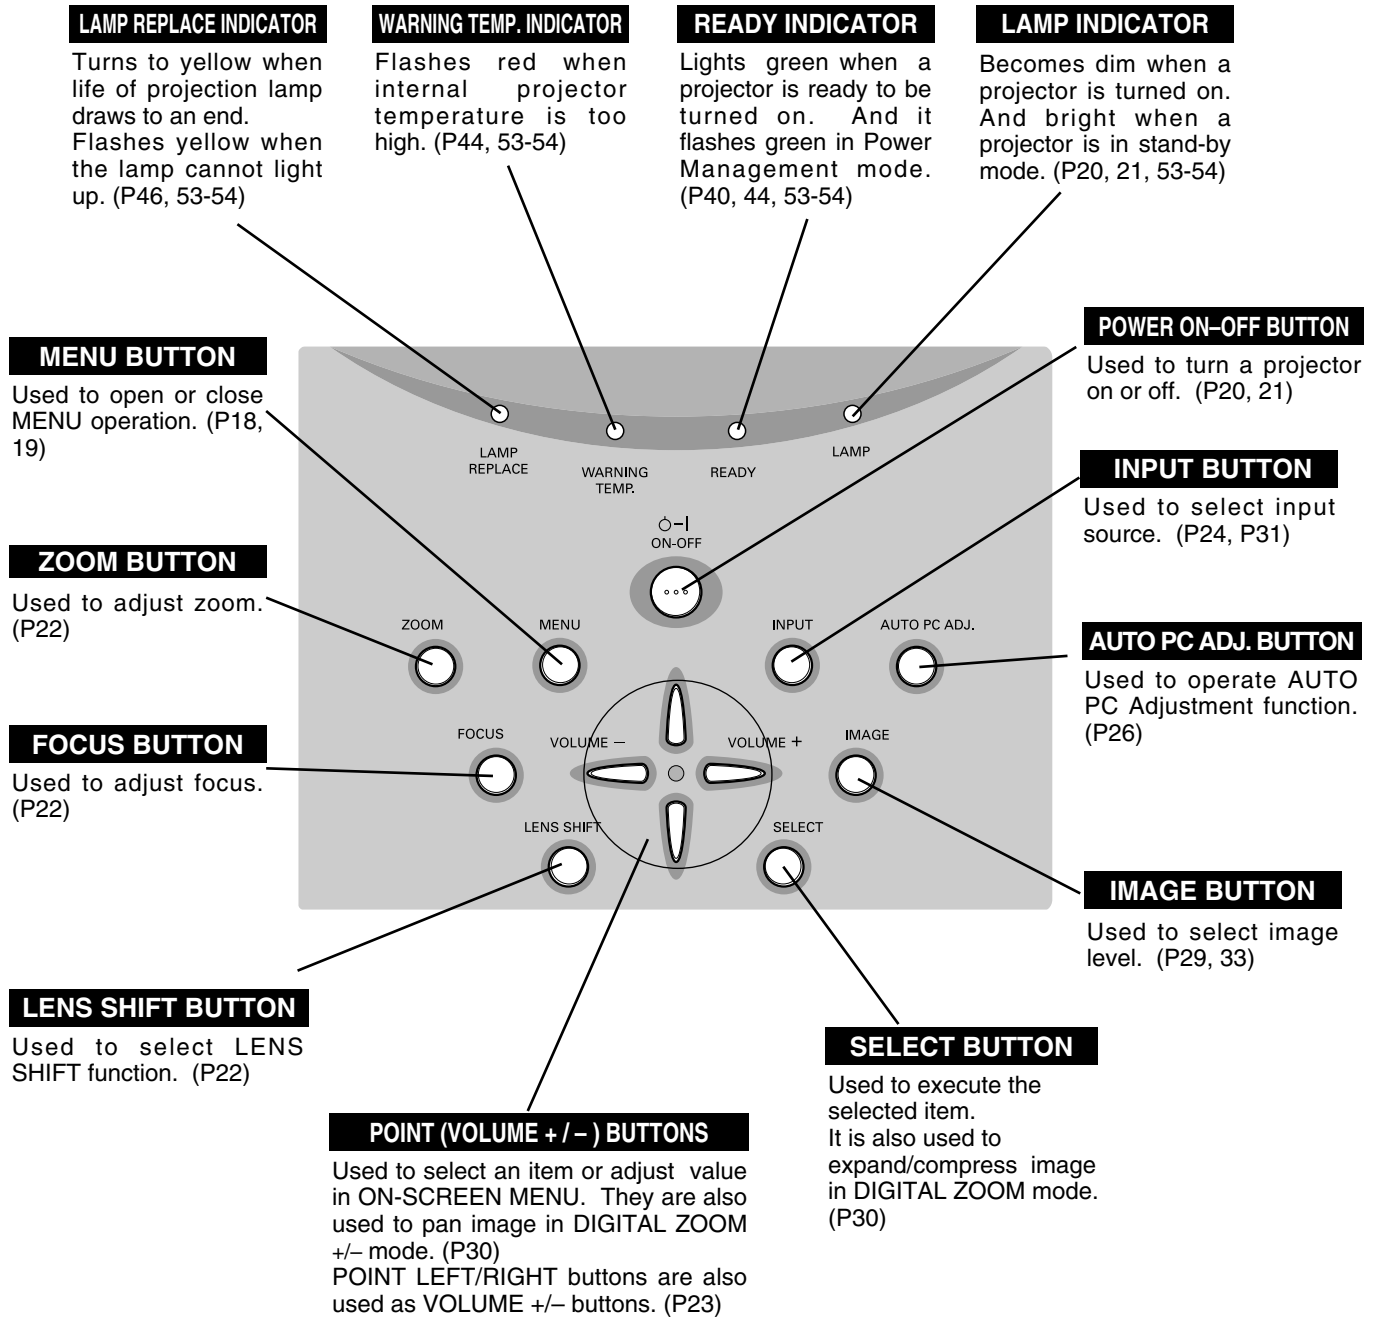 LAMP REPLACE INDICATOR
Turns to yellow when
life of projection lamp
draws to an end.
Flashes yellow when
the lamp cannot light
up. (P46, 53-54)
WARNING TEMP. INDICATOR
Flashes red when
internal projector
temperature is too
high. (P44, 53-54)
READY INDICATOR
Lights green when a
projector is ready to be
turned on. And it
flashes green in Power
Management mode.
(P40, 44, 53-54)
LAMP INDICATOR
Becomes dim when a
projector is turned on.
And bright when a
projector is in stand-by
mode. (P20, 21, 53-54)
POWER ON–OFF BUTTON
Used to turn a projector
on or off. (P20, 21)
MENU BUTTON
Used to open or close
MENU operation. (P18,
19)
LAMP
REPLACE
WARNING
TEMP.
READY
LAMP
INPUT BUTTON
Used to select input
source. (P24, P31)
ON-OFF
ZOOM BUTTON
Used to adjust zoom.
(P22)
ZOOM
MENU
INPUT
AUTO PC ADJ.
AUTO PC ADJ. BUTTON
Used to operate AUTO
PC Adjustment function.
(P26)
FOCUS BUTTON
Used to adjust focus.
(P22)
FOCUS
VOLUME –
VOLUME +
IMAGE
LENS SHIFT
SELECT
IMAGE BUTTON
Used to select image
level. (P29, 33)
LENS SHIFT BUTTON
Used to select LENS
SHIFT function. (P22)
SELECT BUTTON
Used to execute the
selected item.
It is also used to
expand/compress image
in DIGITAL ZOOM mode.
(P30)
POINT (VOLUME + / – ) BUTTONS
Used to select an item or adjust value
in ON-SCREEN MENU. They are also
used to pan image in DIGITAL ZOOM
+/– mode. (P30)
POINT LEFT/RIGHT buttons are also
used as VOLUME +/– buttons. (P23)